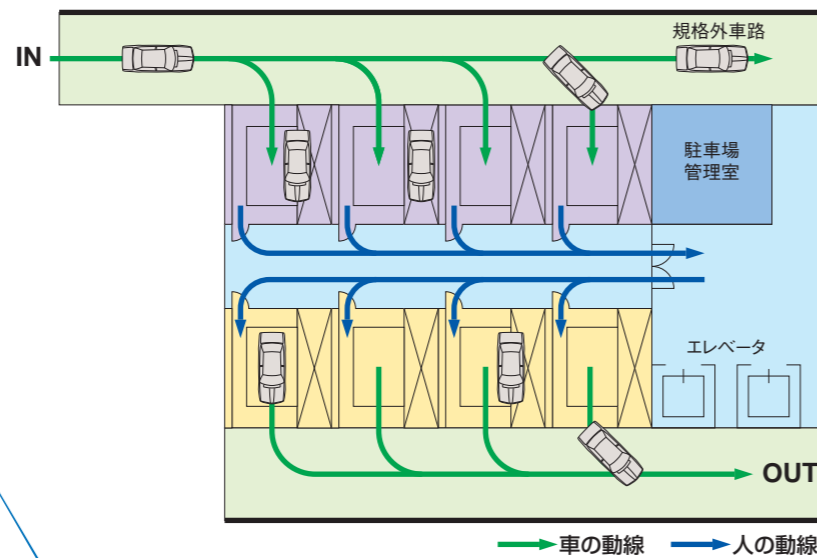 規格外車路
IN
駐車場
管理室
エレベータ
OUT
車の動線
人の動線